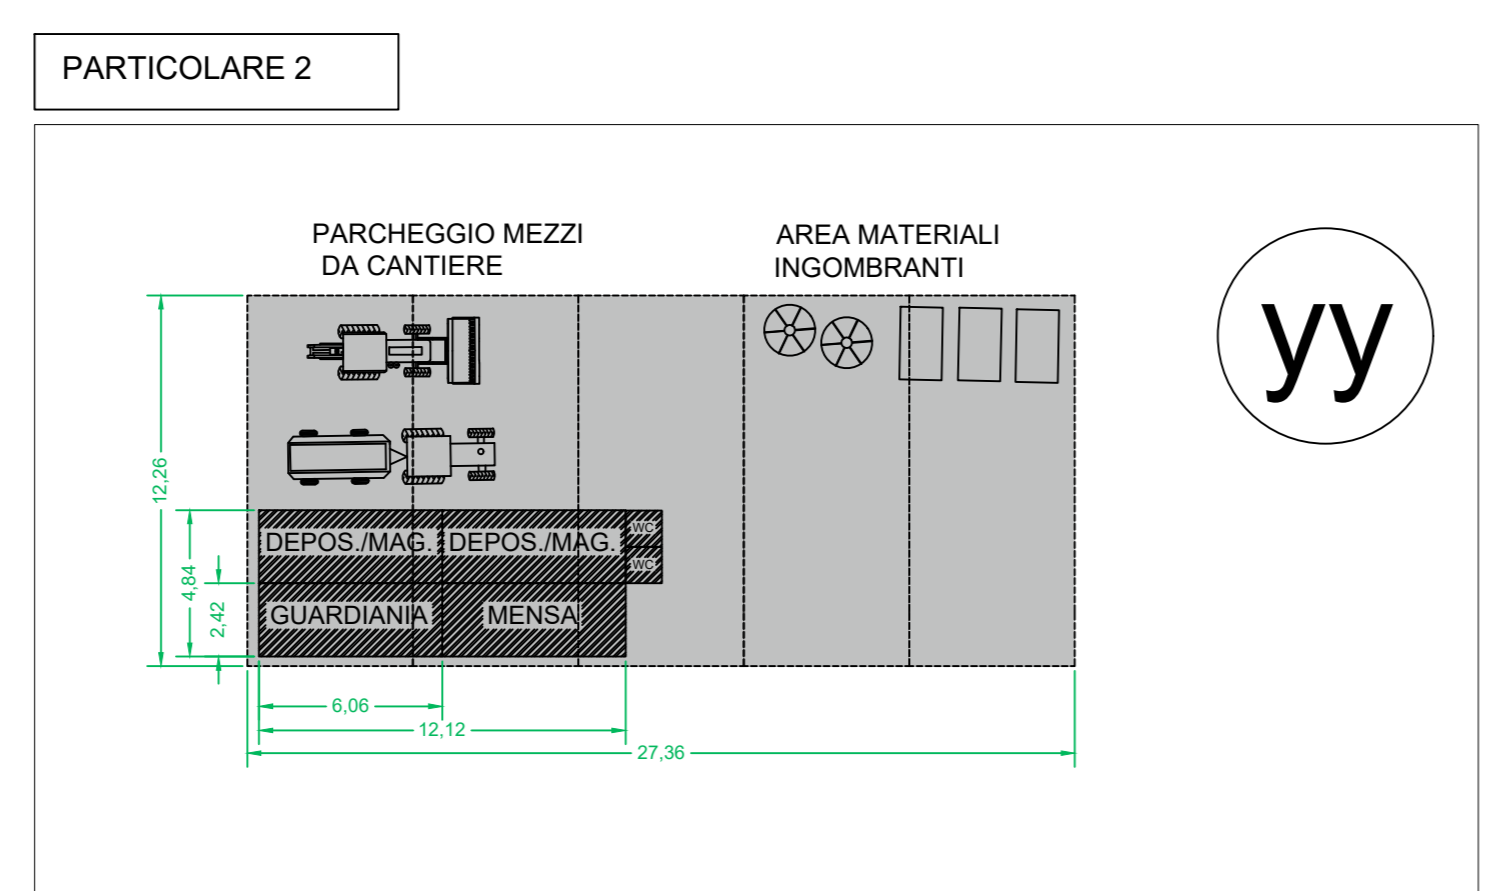 PARTICOLARE 2
PARCHEGGIO MEZZI
DA CANTIERE
AREA MATERIALI
INGOMBRANTI
yy
12,26
4,84
2,42
DEPOS./MAG.
DEPOS./MAG.
WC
WC
GUARDIANIA
MENSA
6,06
12,12
27,36